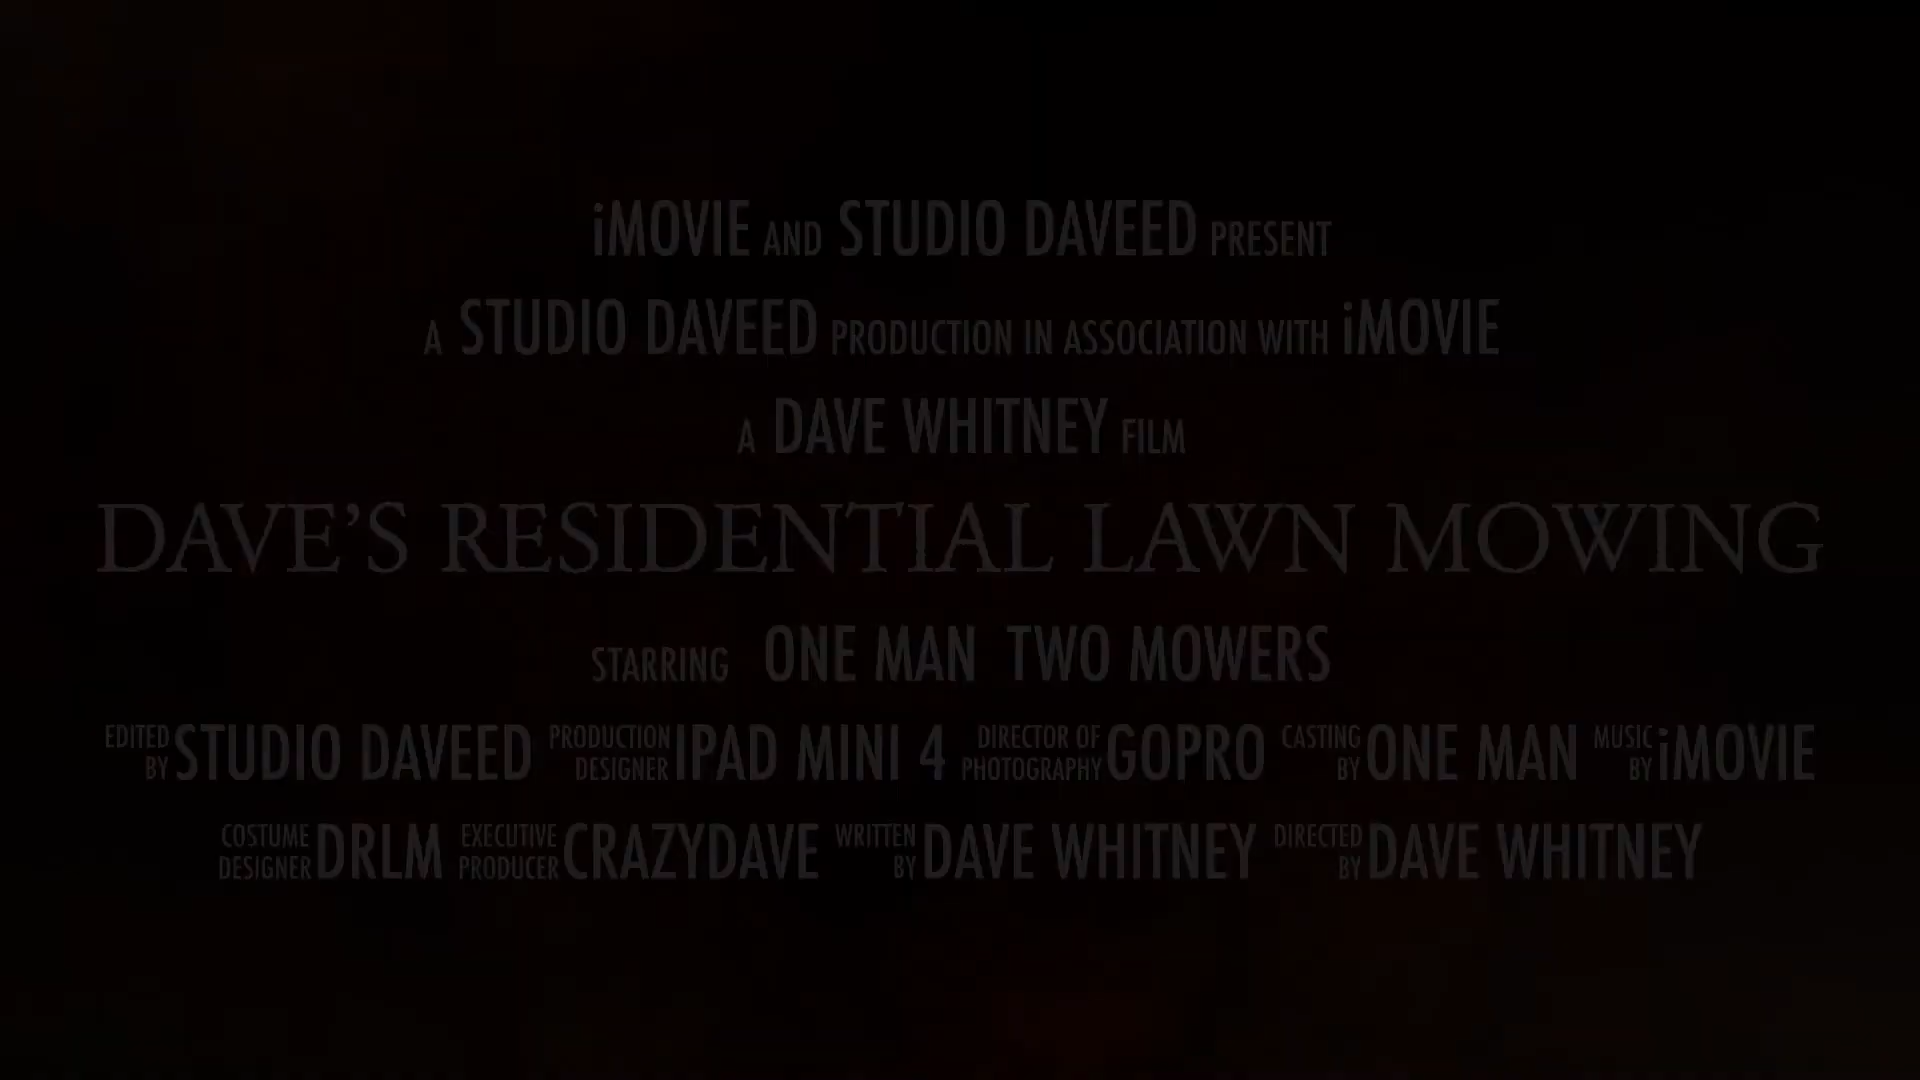 iMOVIE AND STUDIO DAVEED PRESENT
A STUDIO DAVEED PRODUCTION IN ASSOCIATION WITH iMOVIE
A DAVE WHITNEY FILM
DAVE'S RESIDENTIAL LAWN MOWING
STARRING ONE MAN TWO MOWERS
EDITED BY STUDIO DAVEED PRODUCTION DESIGNER IPAD MINI 4 DIRECTOR OF PHOTOGRAPHY GOPRO CASTING BY ONE MAN MUSIC BY iMOVIE
COSTUME DESIGNER DRLM EXECUTIVE PRODUCER CRAZYDAVE WRITTEN BY DAVE WHITNEY DIRECTED BY DAVE WHITNEY